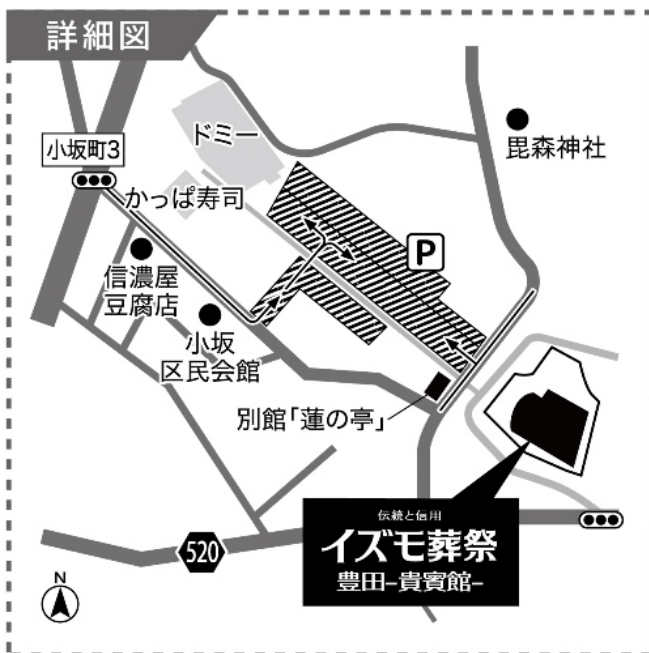 詳細図
小坂町3
ドミー
昆森神社
かっぱ寿司
P
信濃屋
豆腐店
小坂
区民会館
別館「蓮の亭」
伝統と信用
イズモ葬祭
豊田-貴賓館-
520
N